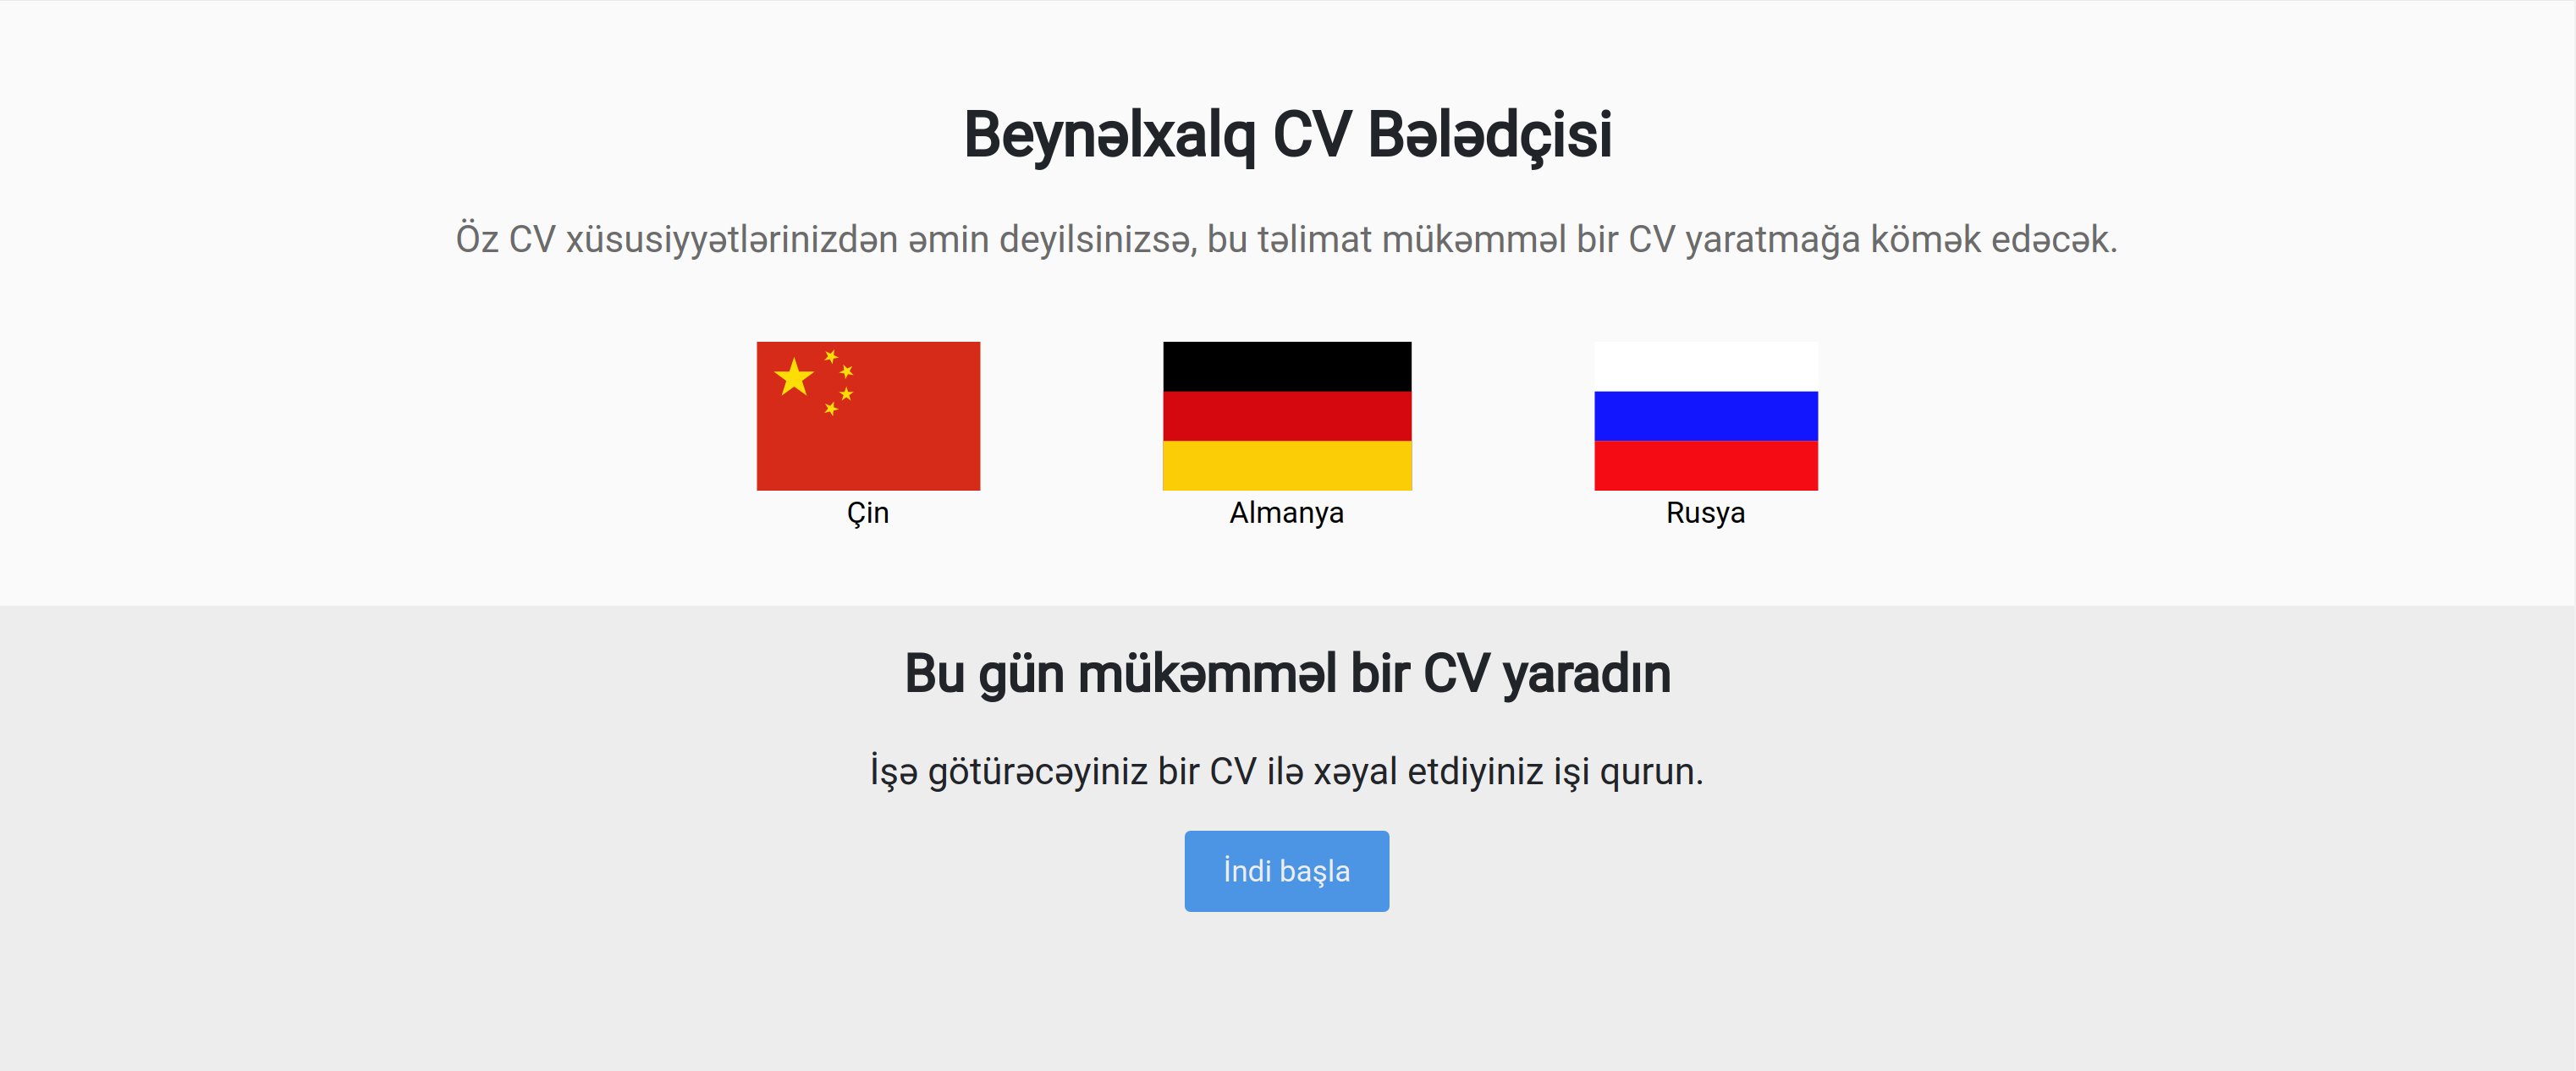 Beynəlxalq CV Bələdçisi
Öz CV xüsusiyyətlərinizdən əmin deyilsinizsə, bu təlimat mükəmməl bir CV yaratmağa kömək edəcək.
Çin
Almanya
Rusya
Bu gün mükəmməl bir CV yaradın
İşə götürəcəyiniz bir CV ilə xəyal etdiyiniz işi qurun.
İndi başla